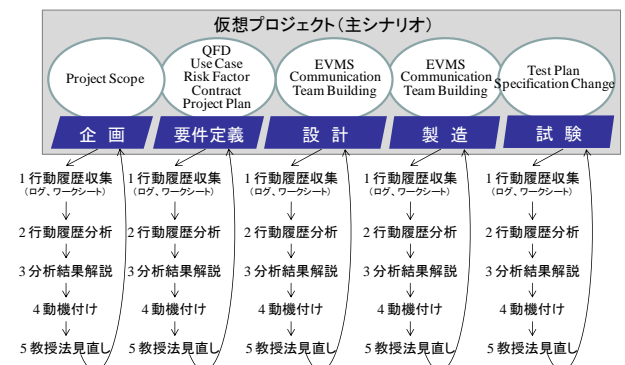 仮想プロジェクト（主シナリオ）
Project Scope
QFD
Use Case
Risk Factor
Contract
Project Plan
EVMS
Communication
Team Building
EVMS
Communication
Team Building
Test Plan
Specification Change
企 画
要件定義
設 計
製 造
試 験
1 行動履歴収集
（ログ、ワークシート）
2 行動履歴分析
3 分析結果解説
4 動機付け
5 教授法見直し
1 行動履歴収集
（ログ、ワークシート）
2 行動履歴分析
3 分析結果解説
4 動機付け
5 教授法見直し
1 行動履歴収集
（ログ、ワークシート）
2 行動履歴分析
3 分析結果解説
4 動機付け
5 教授法見直し
1 行動履歴収集
（ログ、ワークシート）
2 行動履歴分析
3 分析結果解説
4 動機付け
5 教授法見直し
1 行動履歴収集
（ログ、ワークシート）
2 行動履歴分析
3 分析結果解説
4 動機付け
5 教授法見直し